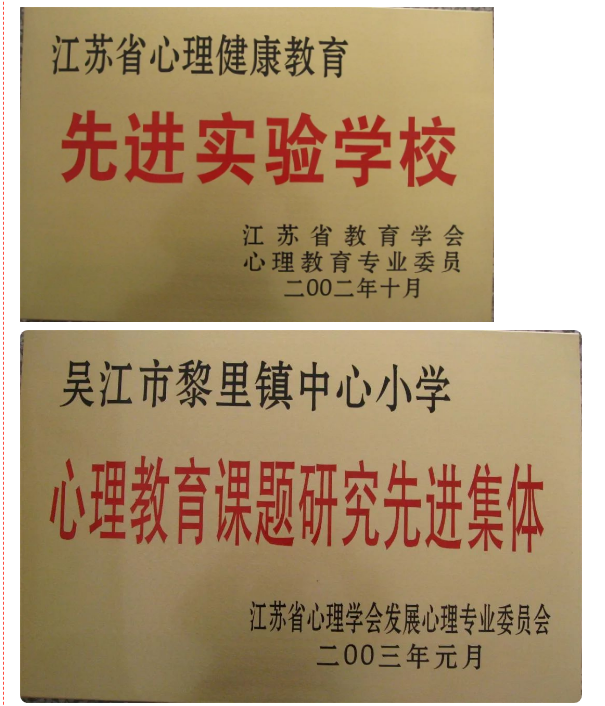 江苏省心理健康教育
先进实验学校
江苏省教育学会
心理教育专业委员
二00二年十月
吴江市黎里镇中心小学
心理教育课题研究先进集体
江苏省心理学会发展心理专业委员会
二00三年元月